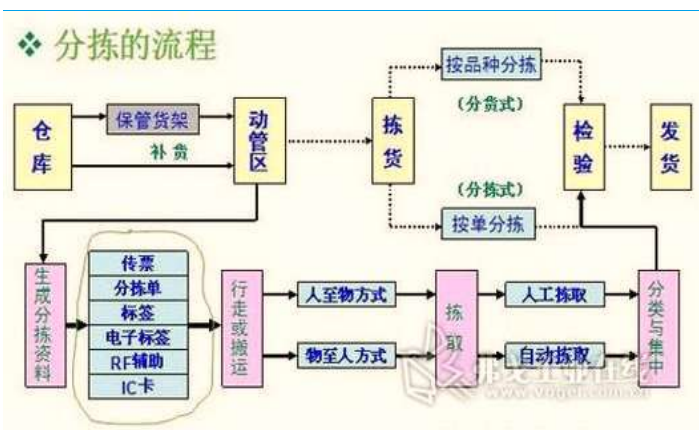 ❖ 分拣的流程
仓库
保管货架
补货
动管区
拣货
按品种分拣
(分货式)
(分拣式)
按单分拣
检验
发货
生成分拣资料
传票
分拣单
标签
电子标签
RF辅助
IC卡
行走或搬运
人至物方式
物至人方式
拣取
人工拣取
自动拣取
分类与集中